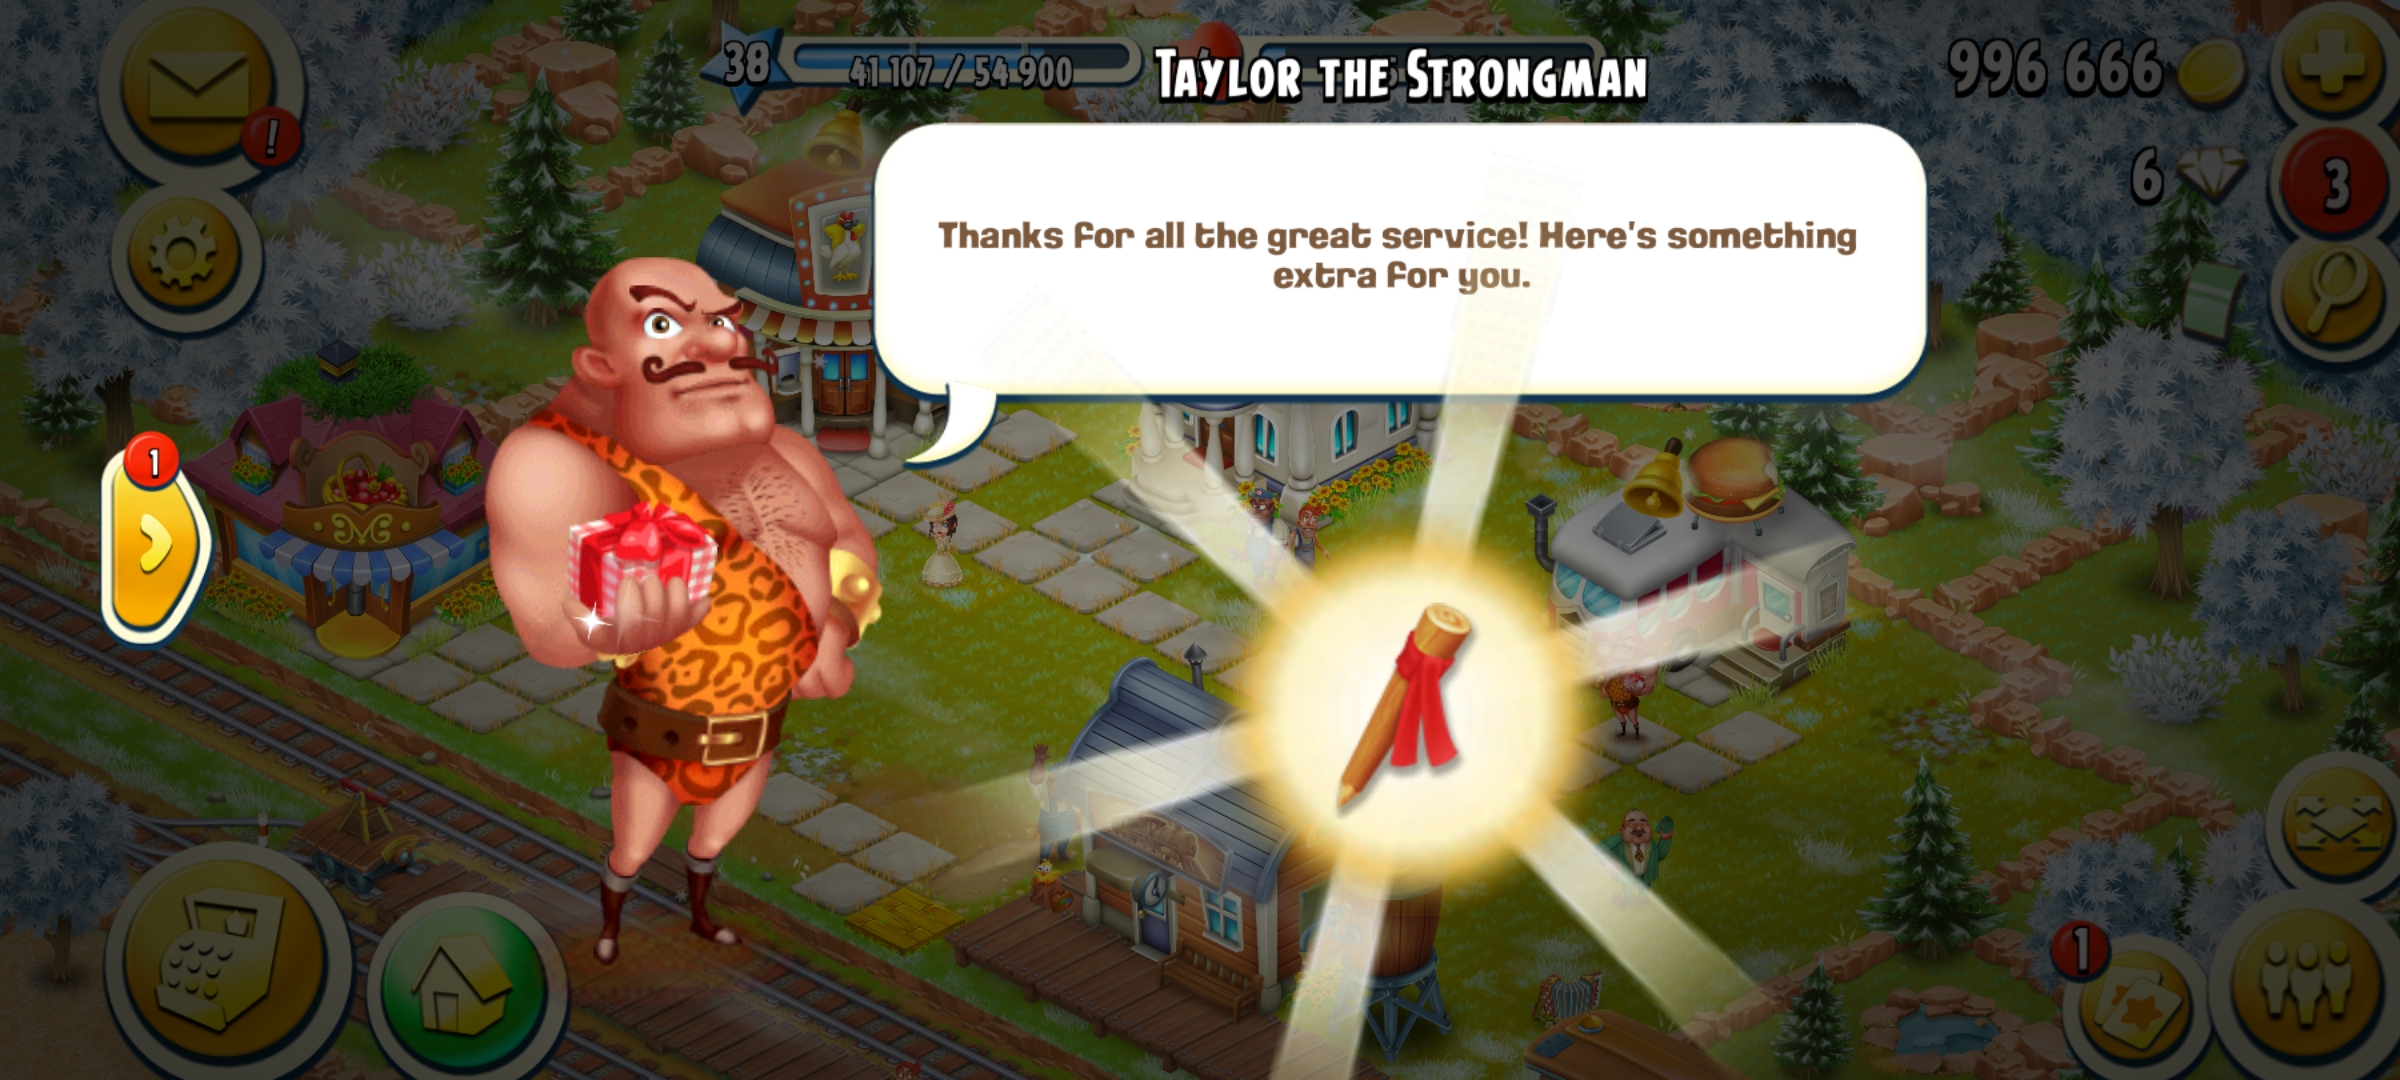 38
41 107 / 54 900
TAYLOR THE STRONGMAN
996 666
6
3
!
Thanks for all the great service! Here's something
extra for you.
1
1